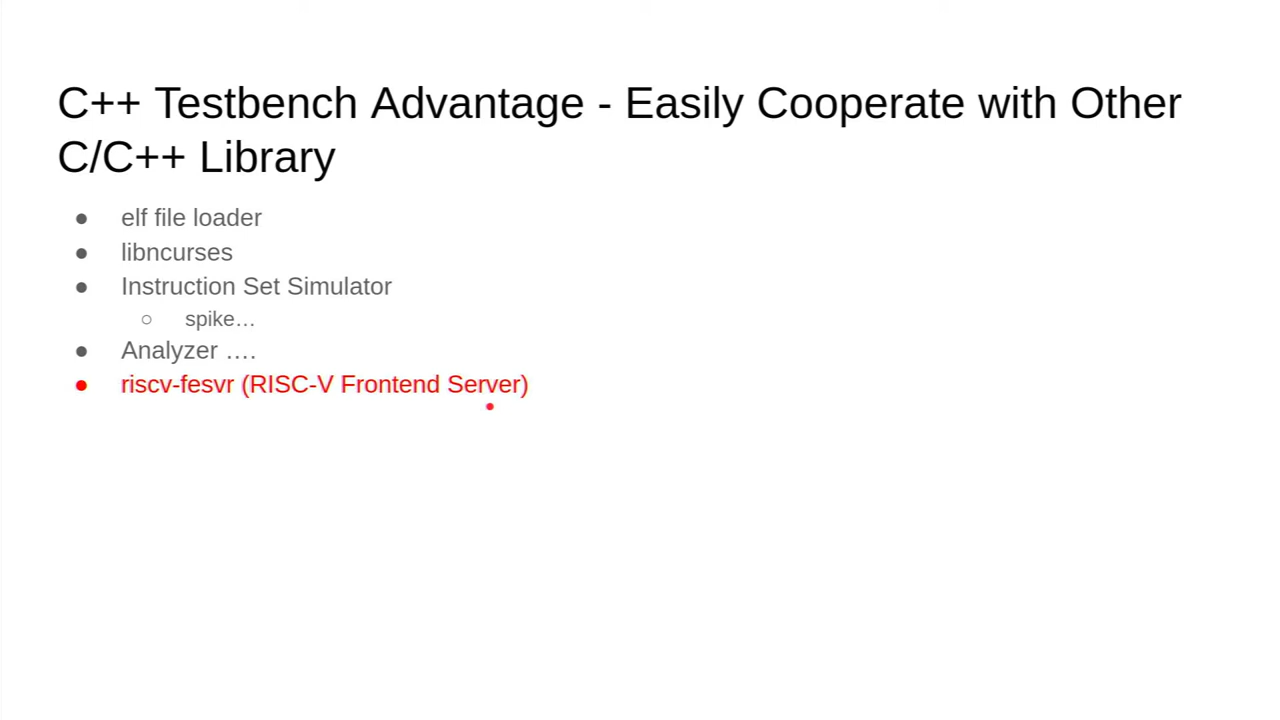 C++ Testbench Advantage - Easily Cooperate with Other
C/C++ Library
● elf file loader
● libncurses
● Instruction Set Simulator
○ spike…
● Analyzer ….
● riscv-fesvr (RISC-V Frontend Server)